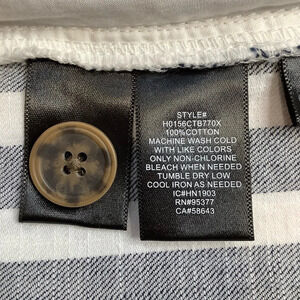 STYLE#
H0156CTB770X
100%COTTON
MACHINE WASH COLD
WITH LIKE COLORS
ONLY NON-CHLORINE
BLEACH WHEN NEEDED
TUMBLE DRY LOW
COOL IRON AS NEEDED
IC#HN1903
RN#95377
CA#58643